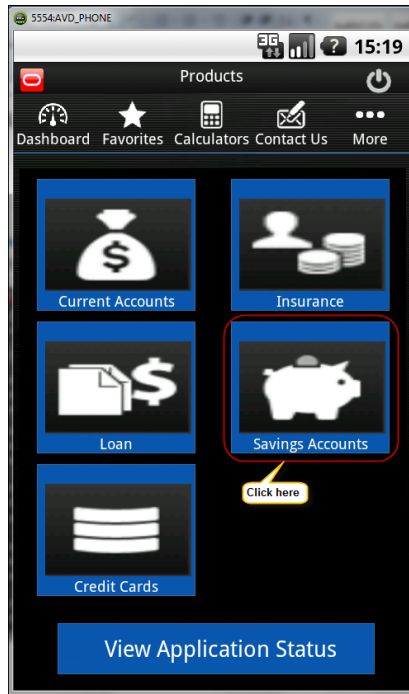 5554:AVD_PHONE
3G 15:19
Products
Dashboard Favorites Calculators Contact Us More
Current Accounts Insurance
Loan Savings Accounts
Click here
Credit Cards
View Application Status